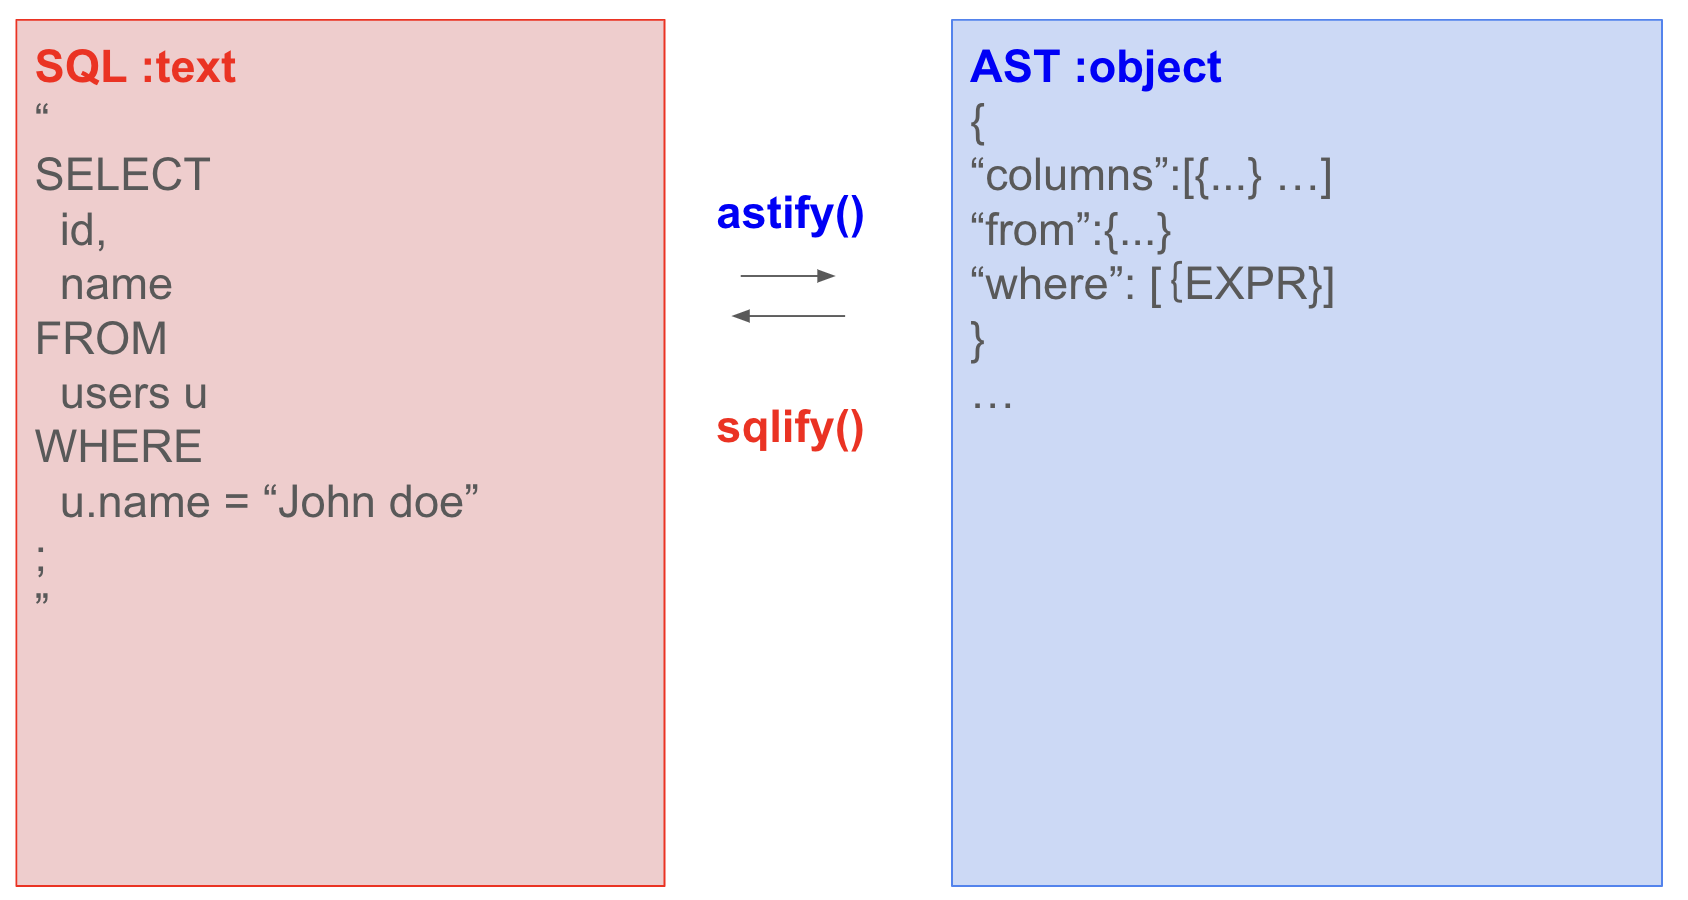 SQL :text
“
SELECT
id,
name
FROM
users u
WHERE
u.name = “John doe”
;
”
astify()
sqlify()
AST :object
{
“columns”:[{...} …]
“from”:{...}
“where”: [ {EXPR}]
}
…